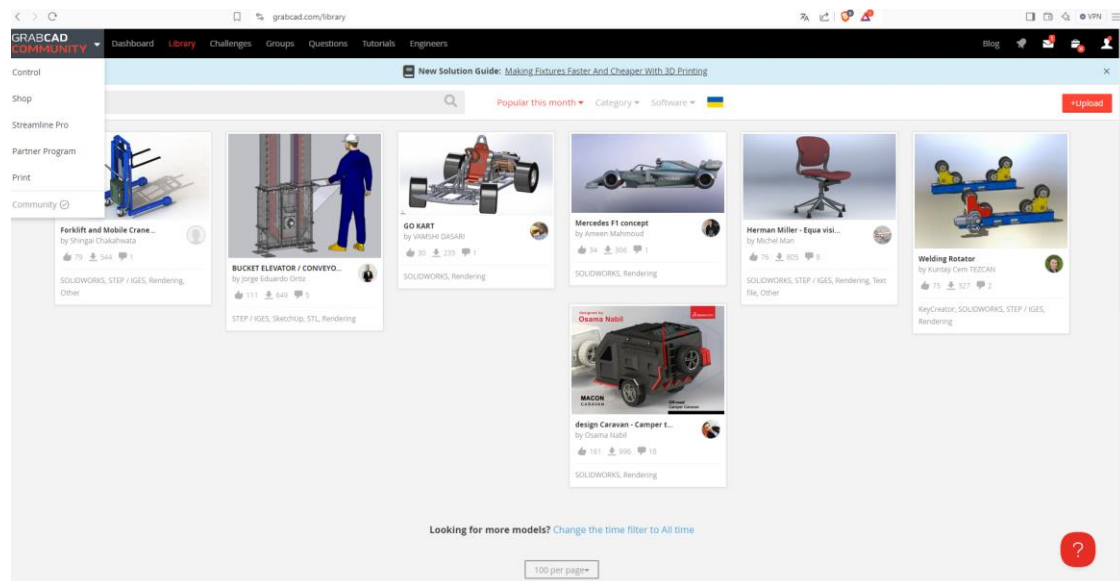 grabcad.com/library
VPN
GRABCAD
COMMUNITY
Dashboard Library Challenges Groups Questions Tutorials Engineers
Blog
Control
Shop
Streamline Pro
Partner Program
Print
Community
New Solution Guide: Making Fixtures Faster And Cheaper With 3D Printing
Popular this month Category Software
+Upload
Forklift and Mobile Crane...
by Shingai Chakahwata
79 544 1
SOLIDWORKS, STEP / IGES, Rendering,
Other
BUCKET ELEVATOR / CONVEYO...
by Jorge Eduardo Ortiz
111 649 5
STEP / IGES, SketchUp, STL, Rendering
GO KART
by VAMSHI DASARI
30 235 1
SOLIDWORKS, Rendering
Mercedes F1 concept
by Ameen Mahmoud
34 306 1
SOLIDWORKS, Rendering
Herman Miller - Equa visi...
by Michel Man
76 805 8
SOLIDWORKS, STEP / IGES, Rendering, Text
file, Other
Welding Rotator
by Kuntay Cem TEZCAN
75 327 2
KeyCreator, SOLIDWORKS, STEP / IGES,
Rendering
designed by
Osama Nabil
MACON
CARAVAN
Camper Caravan
design Caravan - Camper t...
by Osama Nabil
161 996 18
SOLIDWORKS, Rendering
Looking for more models? Change the time filter to All time
100 per page
?